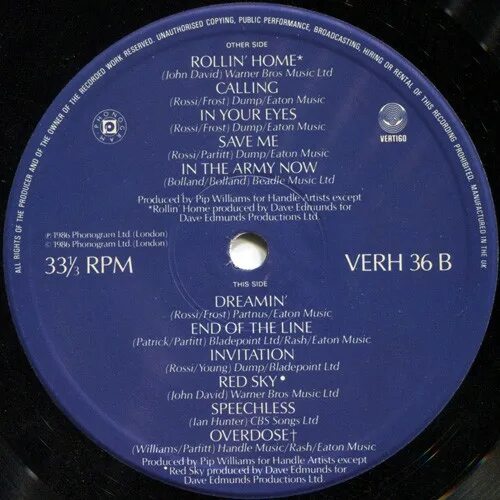 ALL RIGHTS OF THE PRODUCER AND OF THE OWNER OF THE RECORDED WORK RESERVED. UNAUTHORISED COPYING, PUBLIC PERFORMANCE, BROADCASTING, HIRING OR RENTAL OF THIS RECORDING PROHIBITED. MANUFACTURED IN THE UK
OTHER SIDE
ROLLIN' HOME*
(John David) Warner Bros Music Ltd
CALLING
(Rossi/Frost) Dump/Eaton Music
IN YOUR EYES
(Rossi/Frost) Dump/Eaton Music
SAVE ME
(Rossi/Parfitt) Dump/Eaton Music
IN THE ARMY NOW
(Bolland/Bolland) Beadle Music Ltd
PHONOGRAM
VERTIGO
Produced by Pip Williams for Handle Artists except
*Rollin' Home produced by Dave Edmunds for
Dave Edmunds Productions Ltd.
℗ 1986 Phonogram Ltd. (London)
© 1986 Phonogram Ltd. (London)
33⅓ RPM
VERH 36 B
THIS SIDE
DREAMIN'
(Rossi/Frost) Partnus/Eaton Music
END OF THE LINE
(Patrick/Parfitt) Bladepoint Ltd/Rash/Eaton Music
INVITATION
(Rossi/Young) Dump/Bladepoint Ltd
RED SKY*
(John David) Warner Bros Music Ltd
SPEECHLESS
(Ian Hunter) CBS Songs Ltd
OVERDOSE†
(Williams/Parfitt) Handle Music/Rash/Eaton Music
Produced by Pip Williams for Handle Artists except
*Red Sky produced by Dave Edmunds for
Dave Edmunds Productions Ltd.